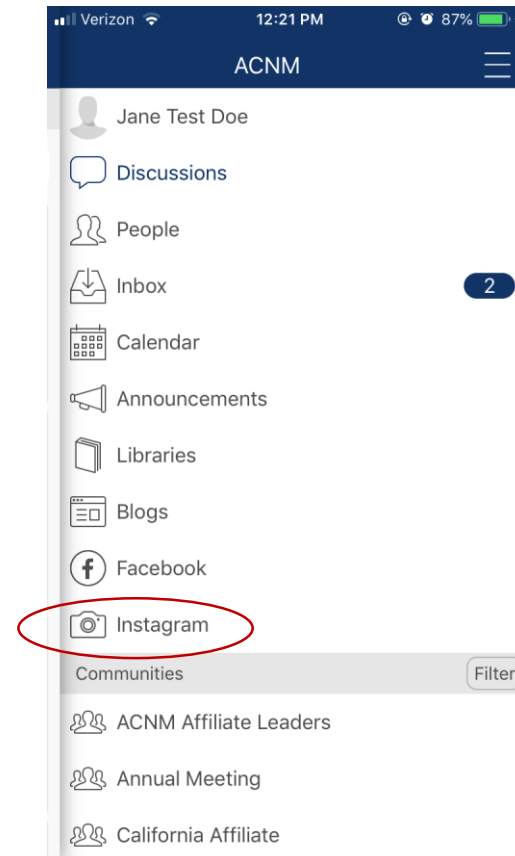 Verizon 12:21 PM 87%
ACNM
Jane Test Doe
Discussions
People
Inbox 2
Calendar
Announcements
Libraries
Blogs
f Facebook
Instagram
Communities Filter
ACNM Affiliate Leaders
Annual Meeting
California Affiliate